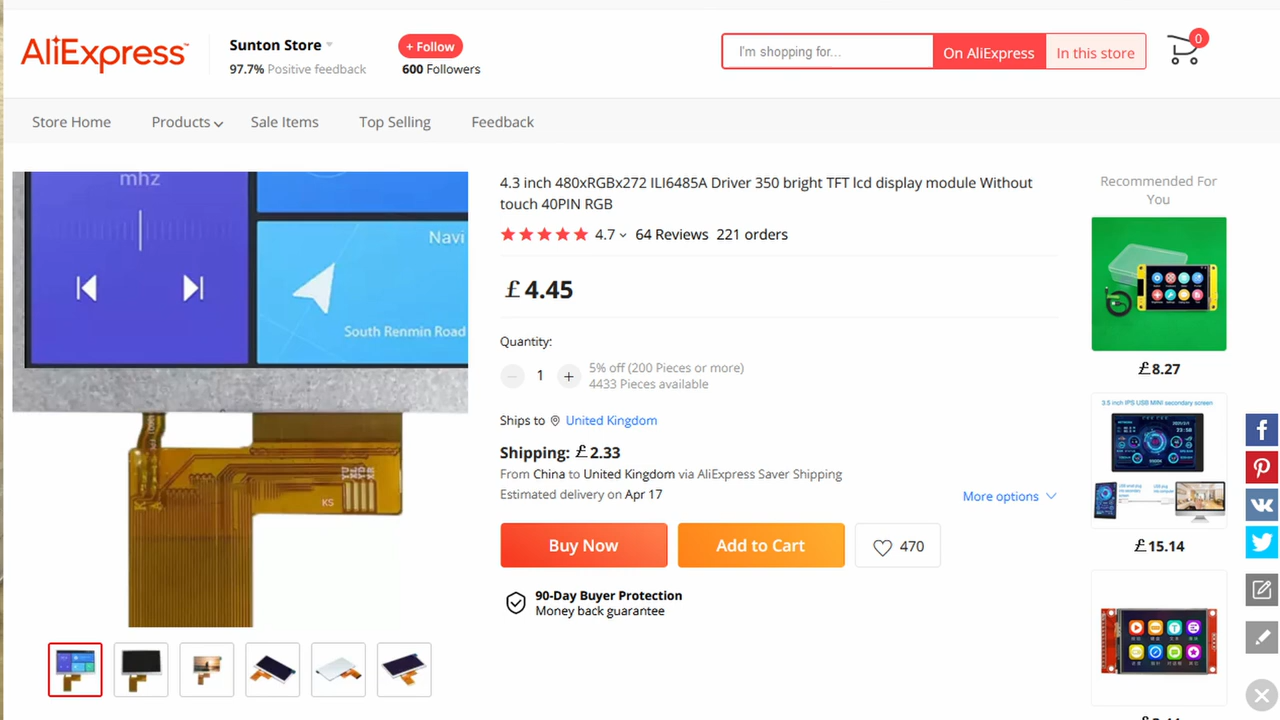 AliExpress™
Sunton Store
97.7% Positive feedback
+ Follow
600 Followers
I'm shopping for...
On AliExpress
In this store
0
Store Home
Products
Sale Items
Top Selling
Feedback
mhz
Navi
South Renmin Road
KS
4.3 inch 480xRGBx272 ILI6485A Driver 350 bright TFT lcd display module Without
touch 40PIN RGB
4.7
64 Reviews
221 orders
£4.45
Quantity:
1
5% off (200 Pieces or more)
4433 Pieces available
Ships to
United Kingdom
Shipping: £2.33
From China to United Kingdom via AliExpress Saver Shipping
Estimated delivery on Apr 17
More options
Buy Now
Add to Cart
470
90-Day Buyer Protection
Money back guarantee
Recommended For
You
£8.27
3.5 inch IPS USB MINI secondary screen
£15.14